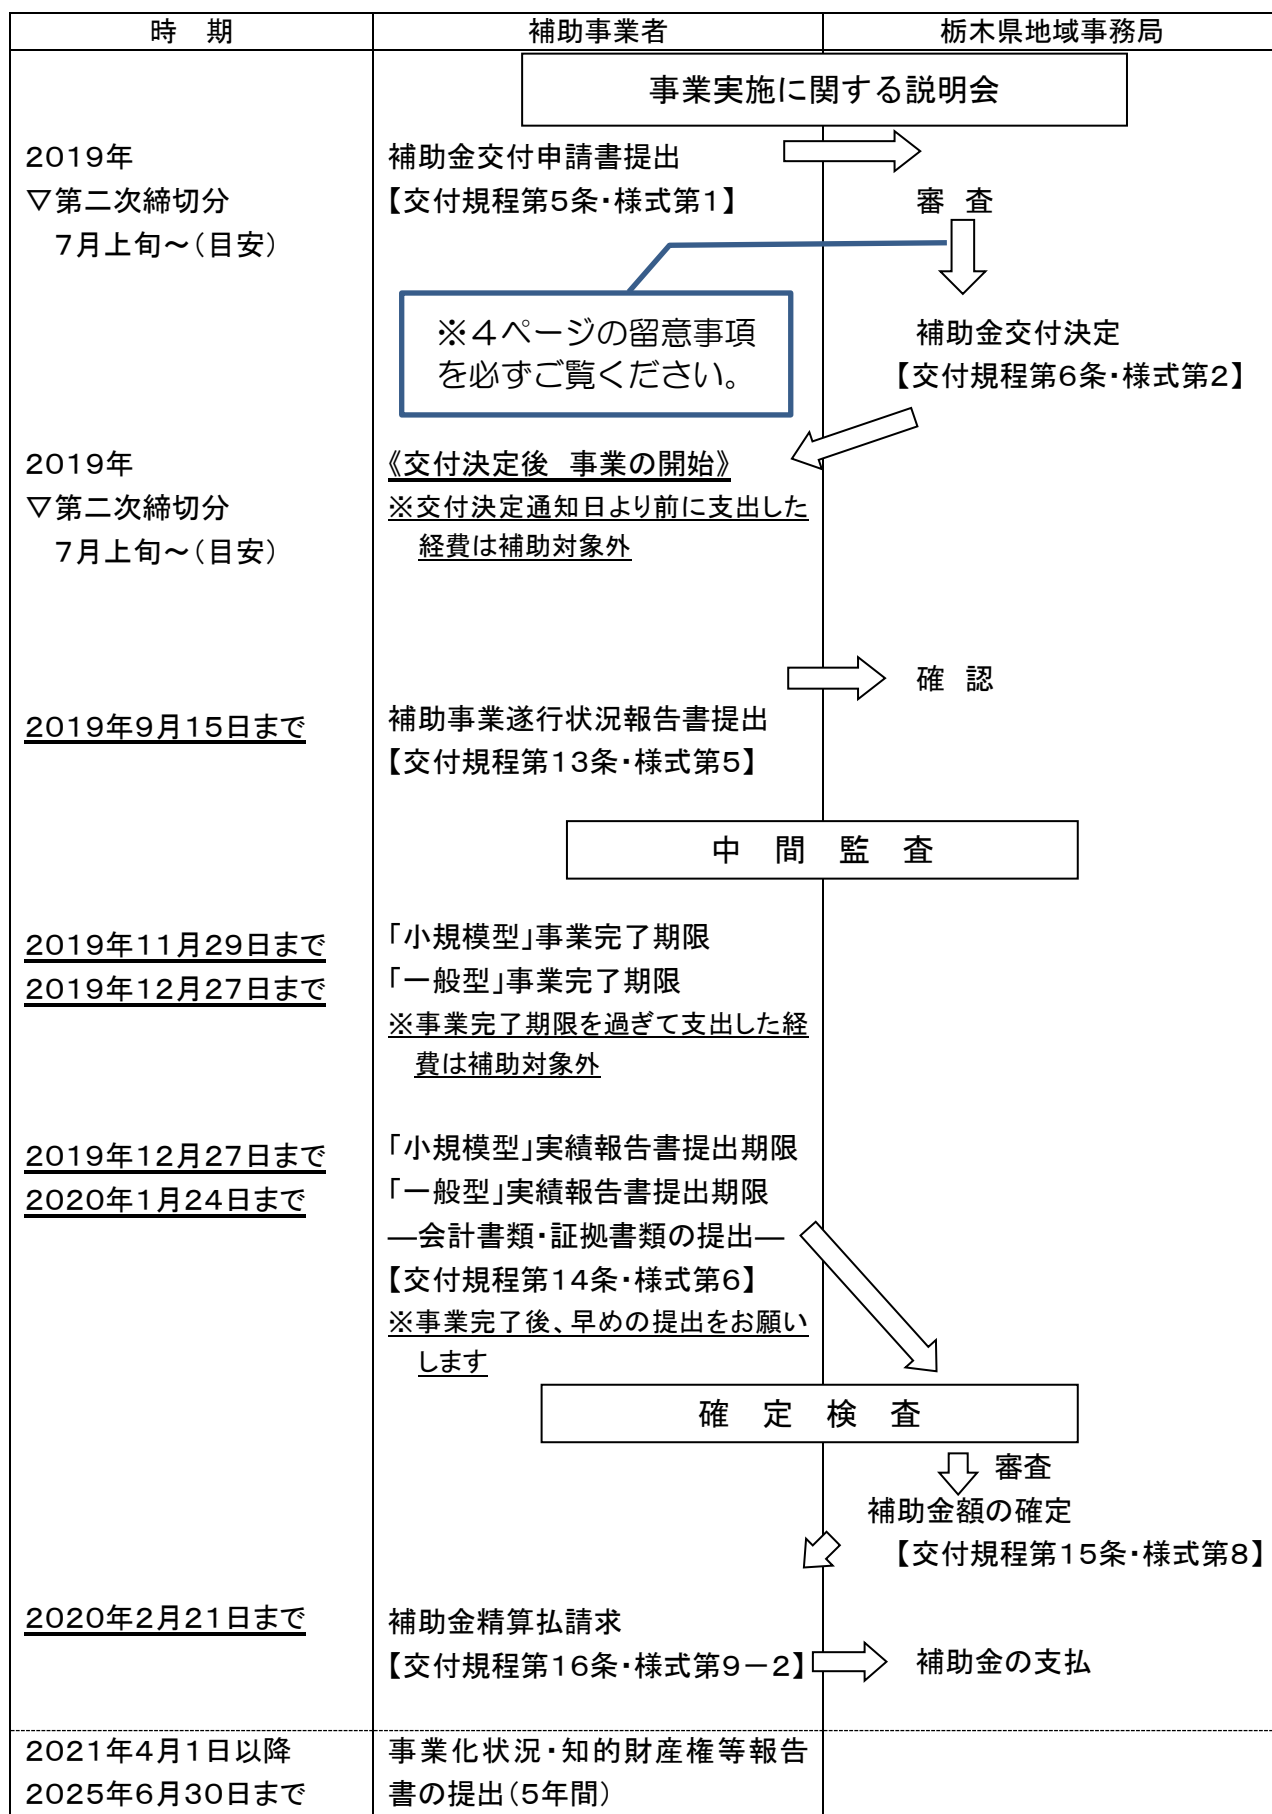 時　期
補助事業者
栃木県地域事務局
事業実施に関する説明会
2019年
▽第二次締切分
7月上旬～（目安）
補助金交付申請書提出
【交付規程第5条・様式第1】
審　査
※4ページの留意事項
を必ずご覧ください。
補助金交付決定
【交付規程第6条・様式第2】
2019年
▽第二次締切分
7月上旬～（目安）
《交付決定後　事業の開始》
※交付決定通知日より前に支出した
経費は補助対象外
確　認
2019年9月15日まで
補助事業遂行状況報告書提出
【交付規程第13条・様式第5】
中　間　監　査
2019年11月29日まで
2019年12月27日まで
「小規模型」事業完了期限
「一般型」事業完了期限
※事業完了期限を過ぎて支出した経
費は補助対象外
2019年12月27日まで
2020年1月24日まで
「小規模型」実績報告書提出期限
「一般型」実績報告書提出期限
―会計書類・証拠書類の提出―
【交付規程第14条・様式第6】
※事業完了後、早めの提出をお願い
します
確　定　検　査
審査
補助金額の確定
【交付規程第15条・様式第8】
2020年2月21日まで
補助金精算払請求
【交付規程第16条・様式第9－2】
補助金の支払
2021年4月1日以降
2025年6月30日まで
事業化状況・知的財産権等報告
書の提出（5年間）